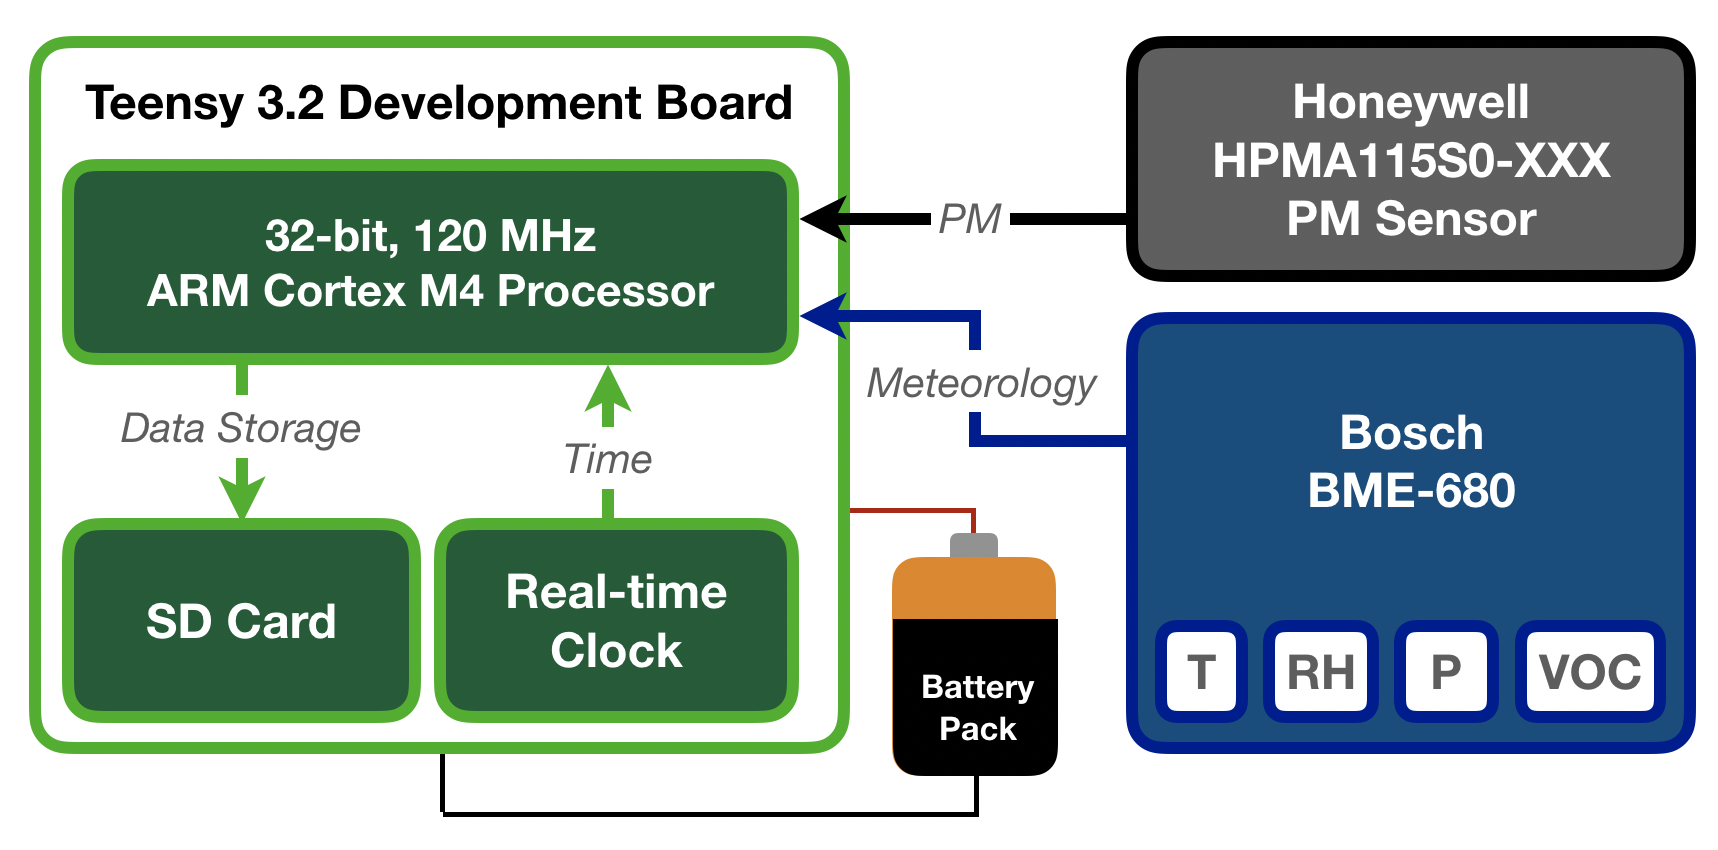 Teensy 3.2 Development Board
32-bit, 120 MHz
ARM Cortex M4 Processor
Data Storage
Time
SD Card
Real-time
Clock
PM
Meteorology
Battery
Pack
Honeywell
HPMA115S0-XXX
PM Sensor
Bosch
BME-680
T
RH
P
VOC